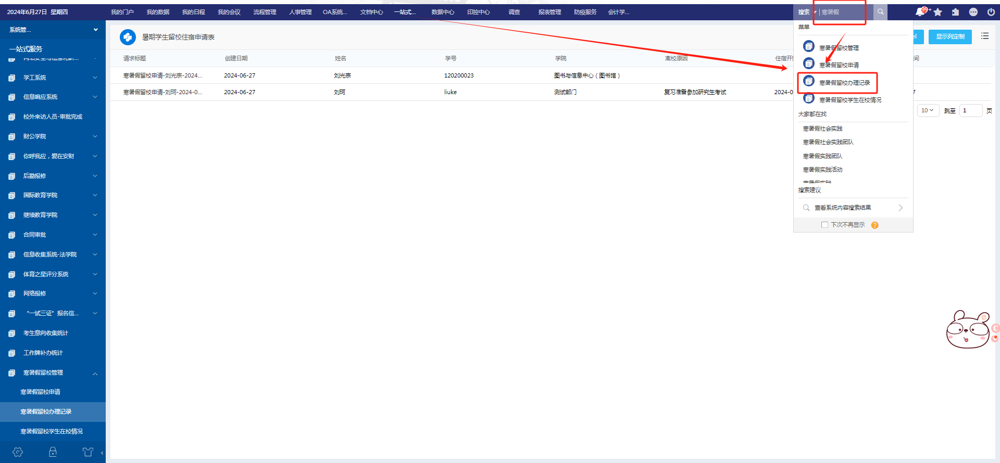 2024年6月27日 星期四
我的门户 我的数据 我的日程 我的会议 流程管理 人事管理 OA系统... 文档中心 一站式... 数据中心 印控中心 调查 报表管理 防疫服务 会计学...
搜索 寒暑假
99+
系统管...
一站式服务
学工系统
信息响应系统
校外来访人员-审批完成
财公学院
你呼我应，爱在安财
后勤报修
国际教育学院
继续教育学院
合同审批
信息收集系统-法学院
体育之星评分系统
网络报修
“一试三证”报名信...
考生意向收集统计
工作牌补办统计
寒暑假留校管理
寒暑假留校申请
寒暑假留校办理记录
寒暑假留校学生在校情况
暑期学生留校住宿申请表
显示列定制
请求标题 创建日期 姓名 学号 学院 离校原因 住宿开 间
寒暑假留校申请-刘光宗-2024... 2024-06-27 刘光宗 120200023 图书与信息中心（图书馆）
寒暑假留校申请-刘珂-2024-0... 2024-06-27 刘珂 liuke 测试部门 复习准备参加研究生考试 2024-0 7
10 跳至 1 页
菜单
寒暑假留校管理
寒暑假留校申请
寒暑假留校办理记录
寒暑假留校学生在校情况
大家都在找
寒暑假社会实践
寒暑假社会实践团队
寒暑假实践团队
寒暑假实践活动
寒暑假实践
搜索建议
查看系统内容搜索结果
下次不再显示 ?